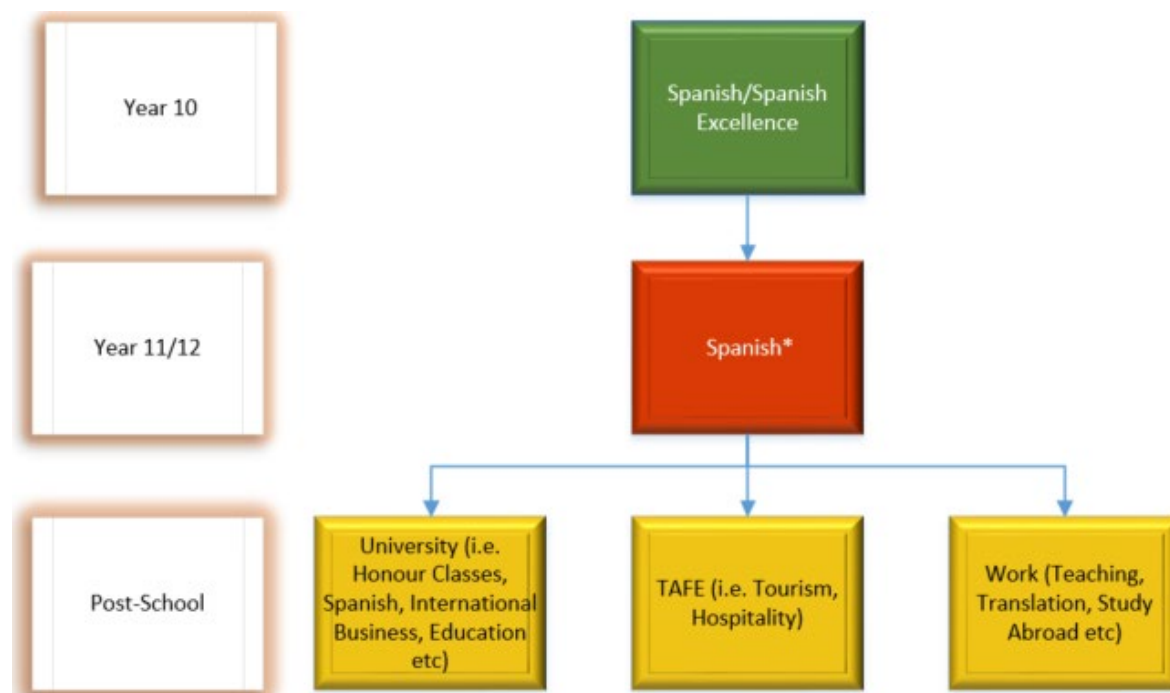 Year 10
Spanish/Spanish
Excellence
Year 11/12
Spanish*
Post-School
University (i.e.
Honour Classes,
Spanish, International
Business, Education
etc)
TAFE (i.e. Tourism,
Hospitality)
Work (Teaching,
Translation, Study
Abroad etc)